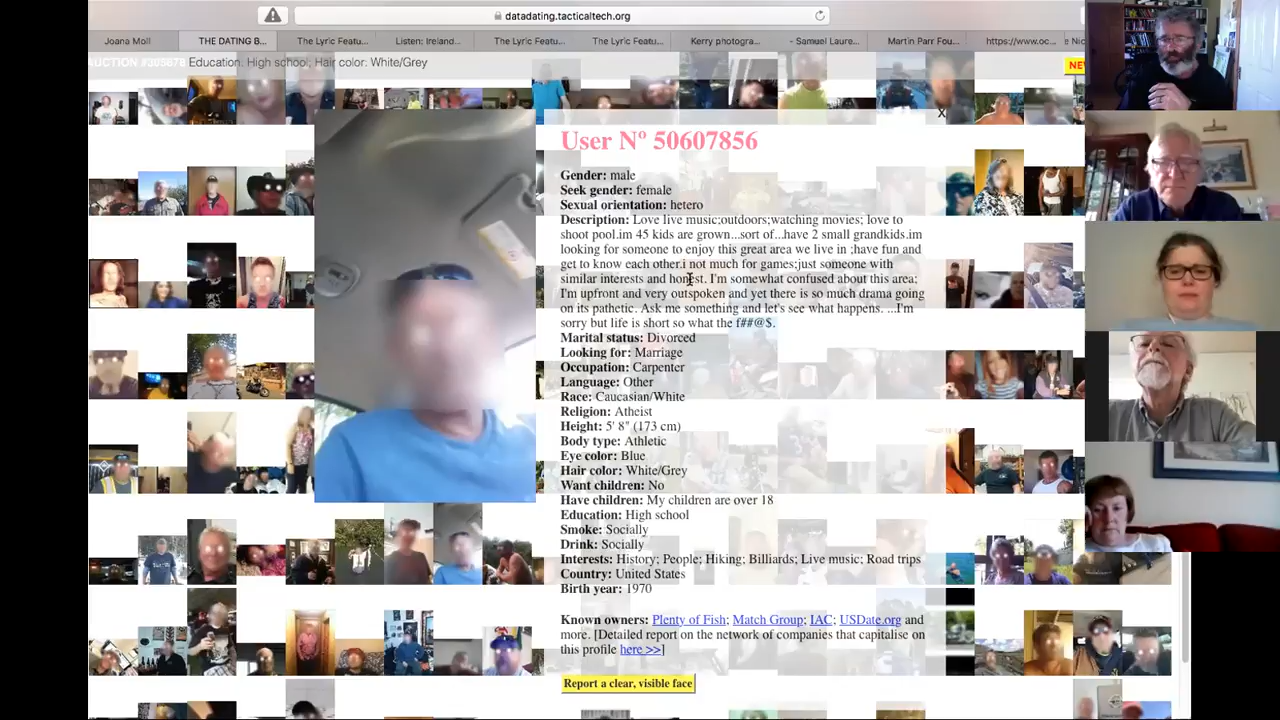 datadating.tacticaltech.org
Joana Moll
THE DATING B...
The Lyric Featu...
Listen: Ireland...
The Lyric Featu...
The Lyric Featu...
Kerry photogra...
- Samuel Laure...
Martin Parr Fou...
https://www.oc...
AUCTION #305678 Education: High school; Hair color: White/Grey
NEW
X
User Nº 50607856
Gender: male
Seek gender: female
Sexual orientation: hetero
Description: Love live music;outdoors;watching movies; love to
shoot pool.im 45 kids are grown...sort of...have 2 small grandkids.im
looking for someone to enjoy this great area we live in ;have fun and
get to know each other.i not much for games;just someone with
similar interests and honest. I'm somewhat confused about this area;
I'm upfront and very outspoken and yet there is so much drama going
on its pathetic. Ask me something and let's see what happens. ...I'm
sorry but life is short so what the f##@$.
Marital status: Divorced
Looking for: Marriage
Occupation: Carpenter
Language: Other
Race: Caucasian/White
Religion: Atheist
Height: 5' 8" (173 cm)
Body type: Athletic
Eye color: Blue
Hair color: White/Grey
Want children: No
Have children: My children are over 18
Education: High school
Smoke: Socially
Drink: Socially
Interests: History; People; Hiking; Billiards; Live music; Road trips
Country: United States
Birth year: 1970
Known owners: Plenty of Fish; Match Group; IAC; USDate.org and
more. [Detailed report on the network of companies that capitalise on
this profile here >>]
Report a clear, visible face